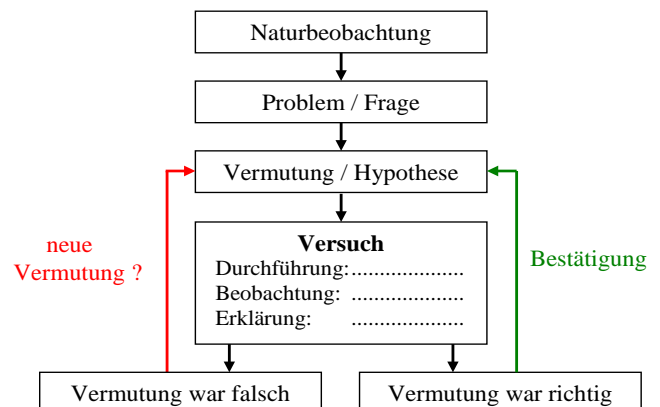 Naturbeobachtung
Problem / Frage
Vermutung / Hypothese
neue
Vermutung ?
Versuch
Durchführung:......................
Beobachtung: ......................
Erklärung: ......................
Bestätigung
Vermutung war falsch
Vermutung war richtig